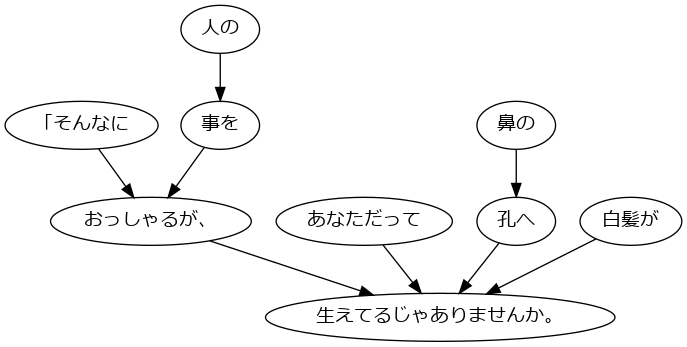 人の
「そんなに
事を
鼻の
おっしゃるが、
あなただって
孔へ
白髪が
生えてるじゃありませんか。